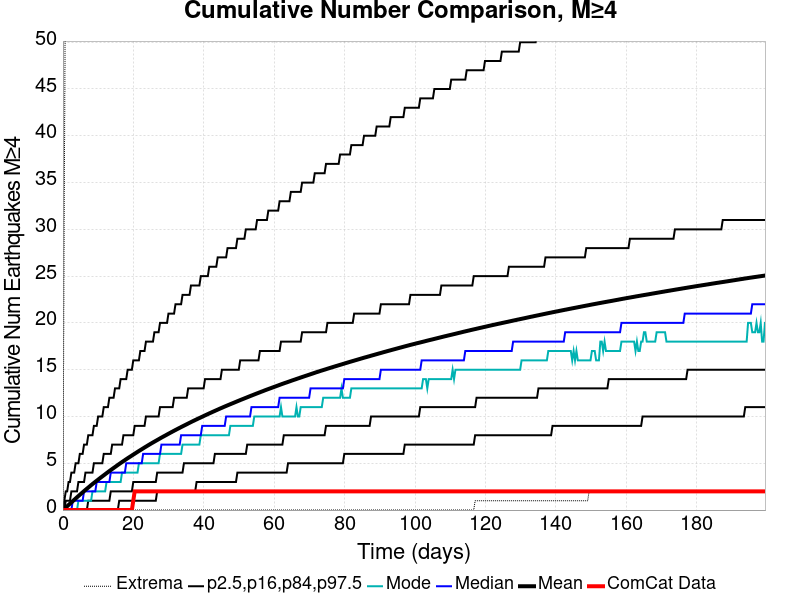 Cumulative Number Comparison, M≥4
Cumulative Num Earthquakes M≥4
50
45
40
35
30
25
20
15
10
5
0
0 20 40 60 80 100 120 140 160 180
Time (days)
Extrema p2.5,p16,p84,p97.5 Mode Median Mean ComCat Data